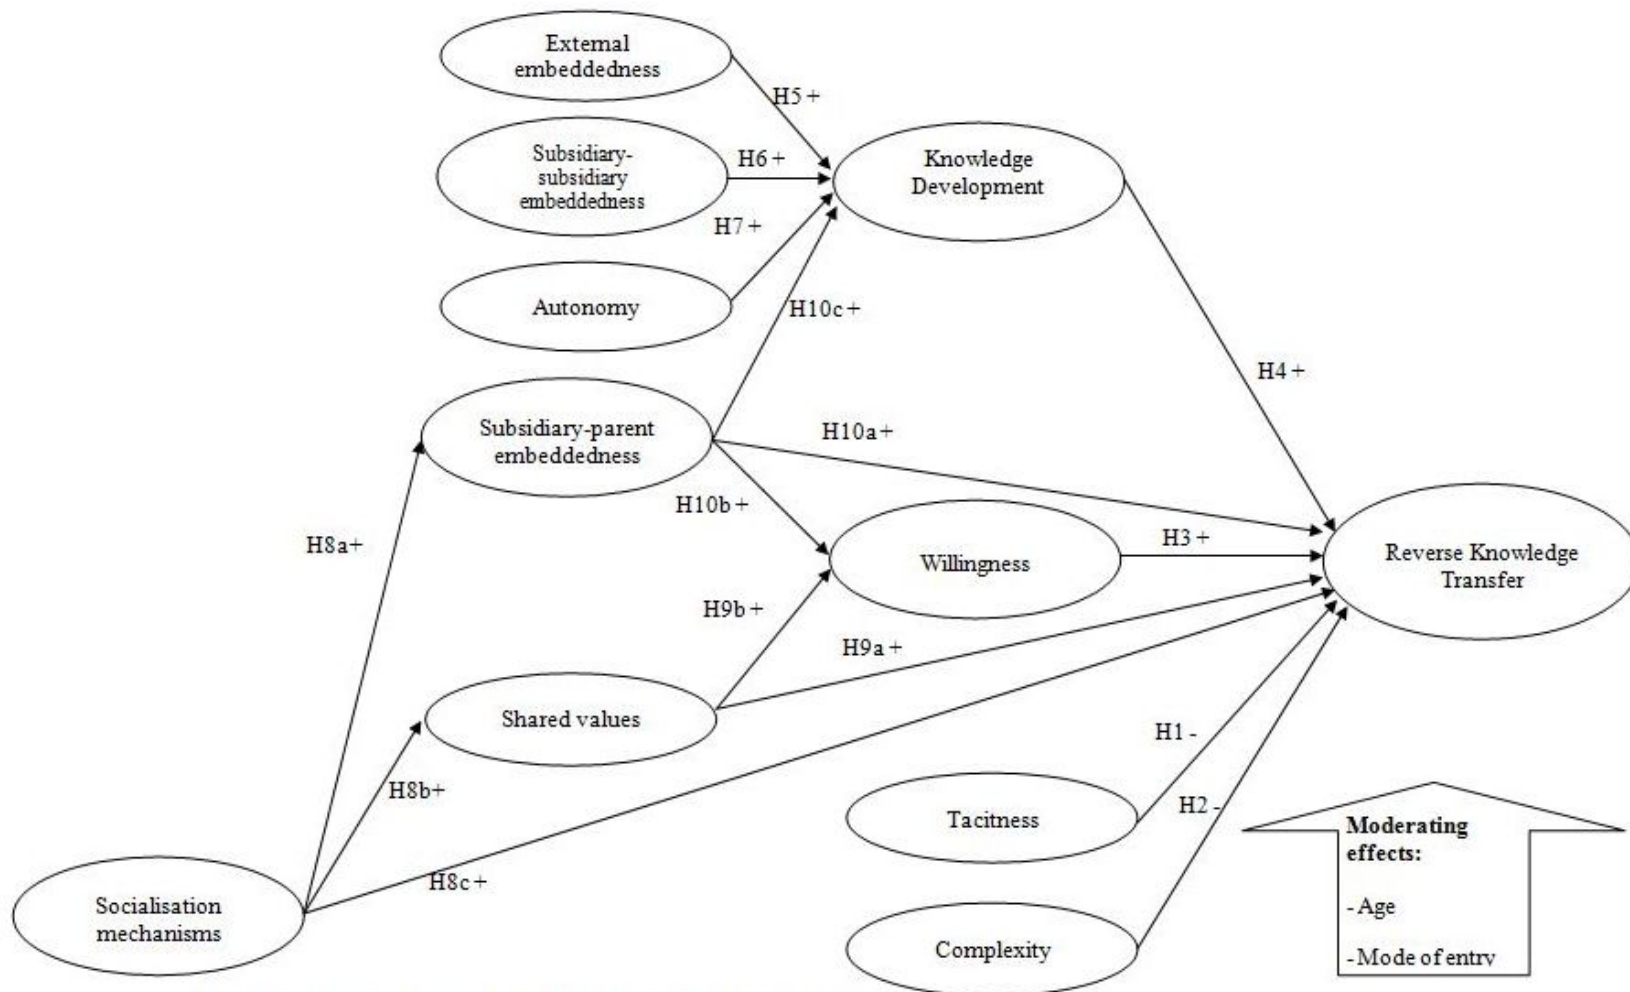 External
embeddedness
H5+
Subsidiary-
subsidiary
embeddedness
H6+
Knowledge
Development
H7+
Autonomy
H10c+
H4+
Subsidiary-parent
embeddedness
H10a+
H10b+
H8a+
Willingness
H3+
Reverse Knowledge
Transfer
H9b+
H9a+
Shared values
H1-
H8b+
H2-
Tacitness
Moderating
effects:
- Age
- Mode of entry
H8c+
Socialisation
mechanisms
Complexity